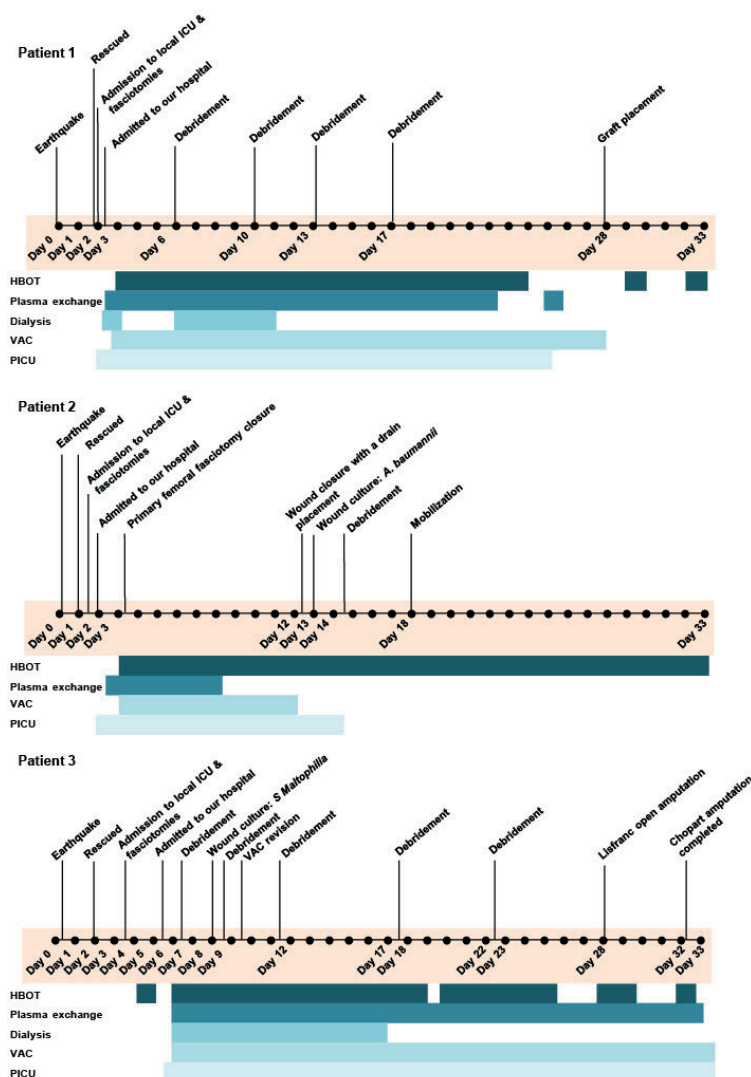 Patient 1
Earthquake
Rescued
Admission to local ICU &
fasciotomies
Admitted to our hospital
Debridement
Debridement
Debridement
Debridement
Graft placement
Day 0
Day 1
Day 2
Day 3
Day 6
Day 10
Day 13
Day 17
Day 28
Day 33
HBOT
Plasma exchange
Dialysis
VAC
PICU
Patient 2
Earthquake
Rescued
Admission to local ICU &
fasciotomies
Admitted to our hospital
Primary femoral fasciotomy closure
Wound closure with a drain
placement
Wound culture: A. baumannii
Debridement
Mobilization
Day 0
Day 1
Day 2
Day 3
Day 12
Day 13
Day 14
Day 18
Day 33
HBOT
Plasma exchange
VAC
PICU
Patient 3
Earthquake
Rescued
Admission to local ICU &
fasciotomies
Admitted to our hospital
Debridement
Wound culture: S Maltophilia
Debridement
VAC revision
Debridement
Debridement
Debridement
Lisfranc open amputation
Chopart amputation
completed
Day 0
Day 1
Day 2
Day 3
Day 4
Day 5
Day 6
Day 7
Day 8
Day 9
Day 12
Day 17
Day 18
Day 22
Day 23
Day 28
Day 32
Day 33
HBOT
Plasma exchange
Dialysis
VAC
PICU